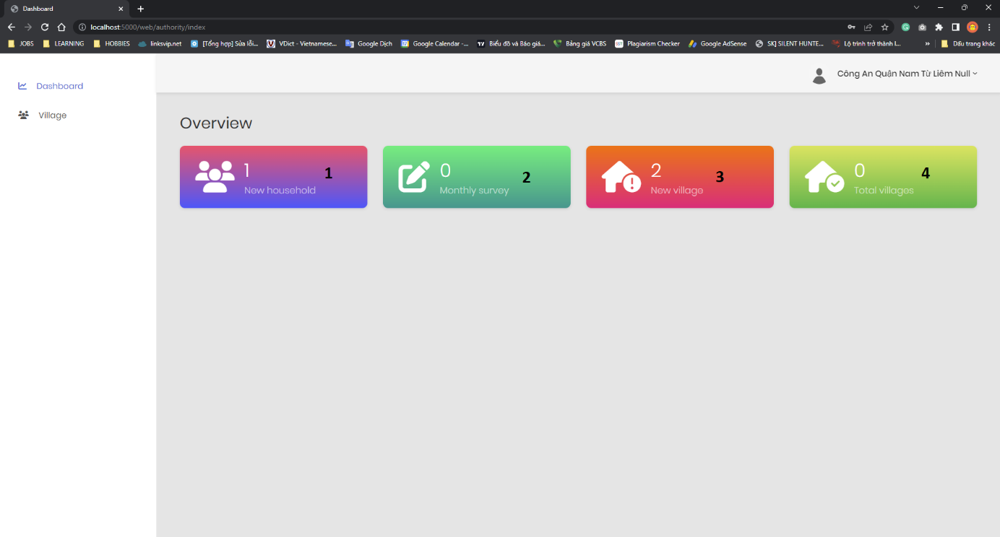 Dashboard
localhost:5000/web/authority/index
JOBS LEARNING HOBBIES linksvip.net [Tổng hợp] Sửa lỗi... VDict - Vietnamese... Google Dịch Google Calendar -... Biểu đồ và Báo giá... Bảng giá VCBS Plagiarism Checker Google AdSense SK] SILENT HUNTE... Lộ trình trở thành l... » Dấu trang khác
Công An Quận Nam Từ Liêm Null
Dashboard
Village
Overview
1 1
New household
0 2
Monthly survey
2 3
New village
0 4
Total villages